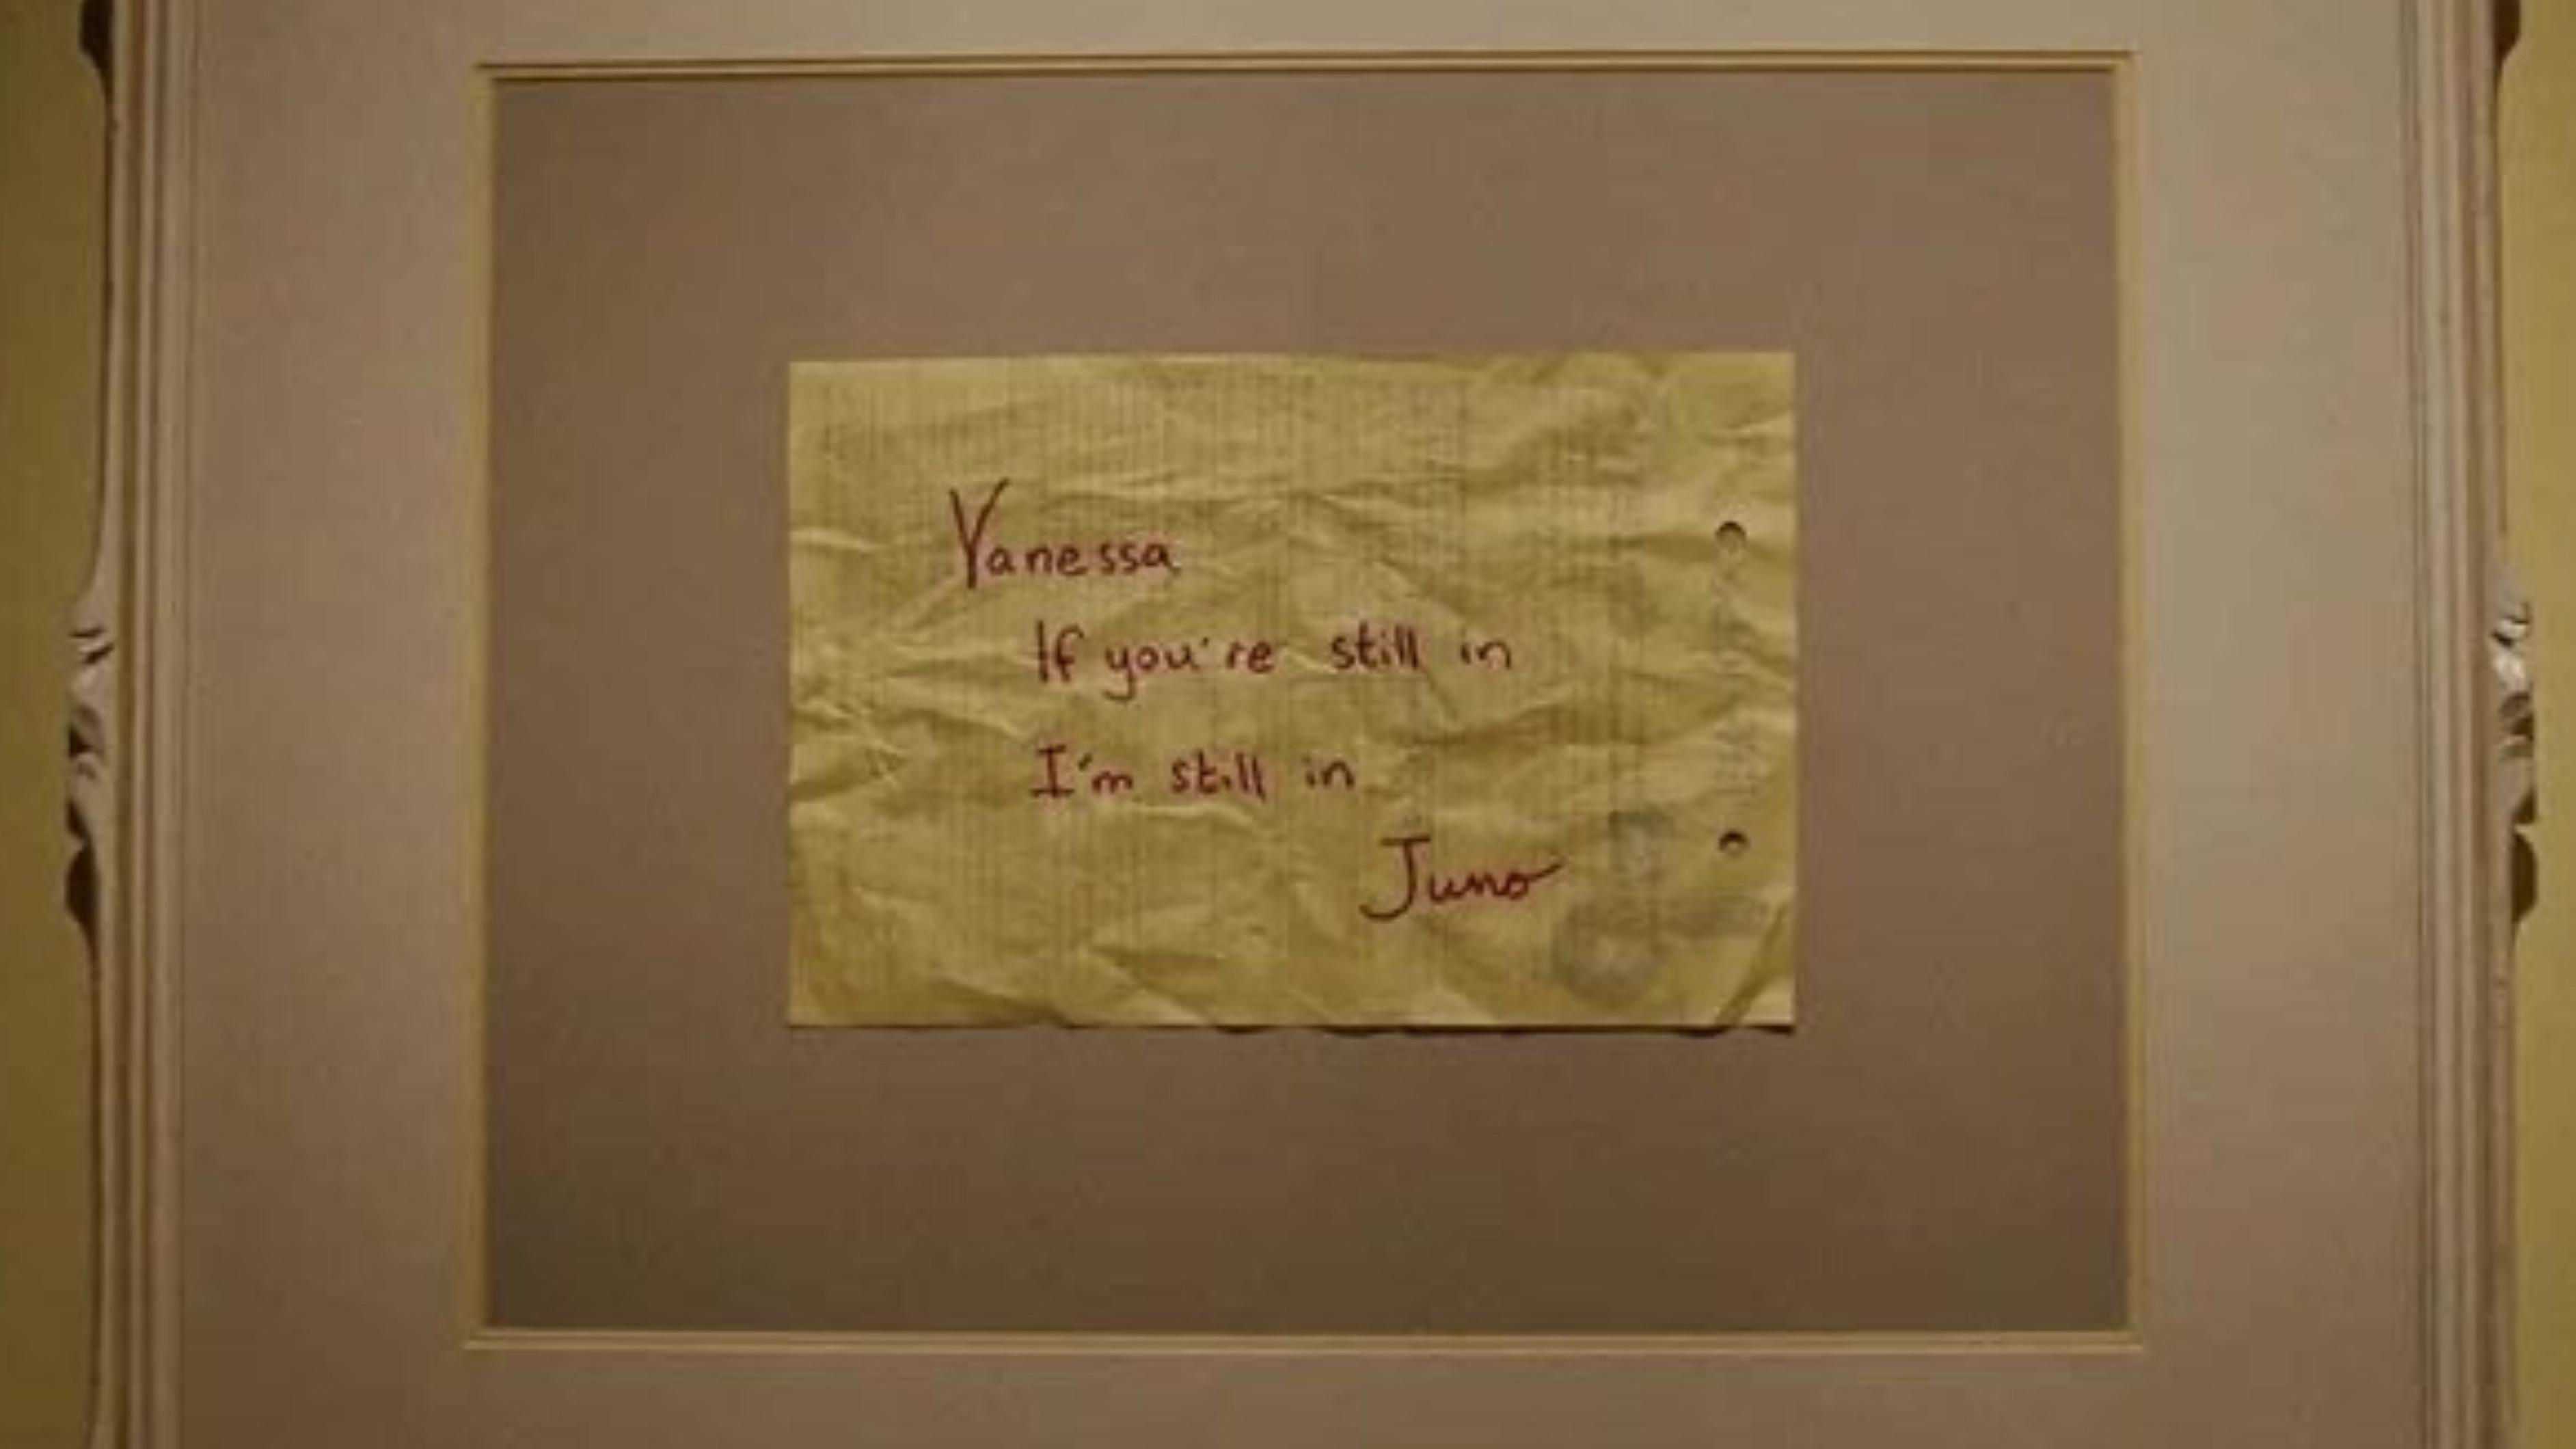 Vanessa
If you're still in
I'm still in
Juno